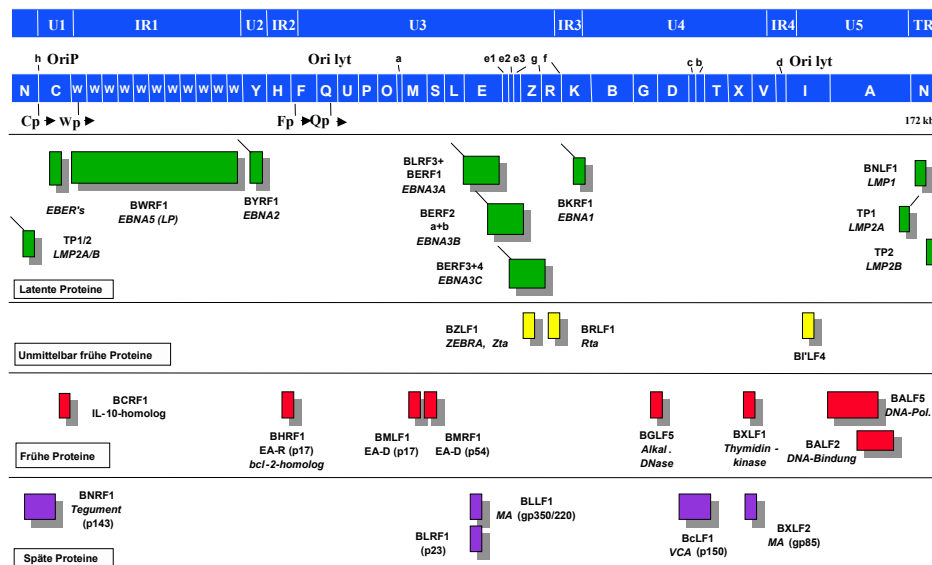 U1 IR1 U2 IR2 U3 IR3 U4 IR4 U5 TR
h OriP Ori lyt a e1 e2 e3 g f c b d Ori lyt
N C W W W W W W W W W W W Y H F Q U P O M S L E Z R K B G D T X V I A N
Cp Wp Fp Qp 172 kb
EBER's
BWRF1
EBNA5 (LP)
BYRF1
EBNA2
BLRF3+
BERF1
EBNA3A
BKRF1
EBNA1
BNLF1
LMP1
TP1/2
LMP2A/B
BERF2
a+b
EBNA3B
TP1
LMP2A
BERF3+4
EBNA3C
TP2
LMP2B
Latente Proteine
BZLF1
ZEBRA, Zta
BRLF1
Rta
BI'LF4
Unmittelbar frühe Proteine
BCRF1
IL-10-homolog
BHRF1
EA-R (p17)
bcl-2-homolog
BMLF1
EA-D (p17)
BMRF1
EA-D (p54)
BGLF5
Alkal.
DNase
BXLF1
Thymidin-
kinase
BALF5
DNA-Pol.
BALF2
DNA-Bindung
Frühe Proteine
BNRF1
Tegument
(p143)
BLLF1
MA (gp350/220)
BLRF1
(p23)
BcLF1
VCA (p150)
BXLF2
MA (gp85)
Späte Proteine